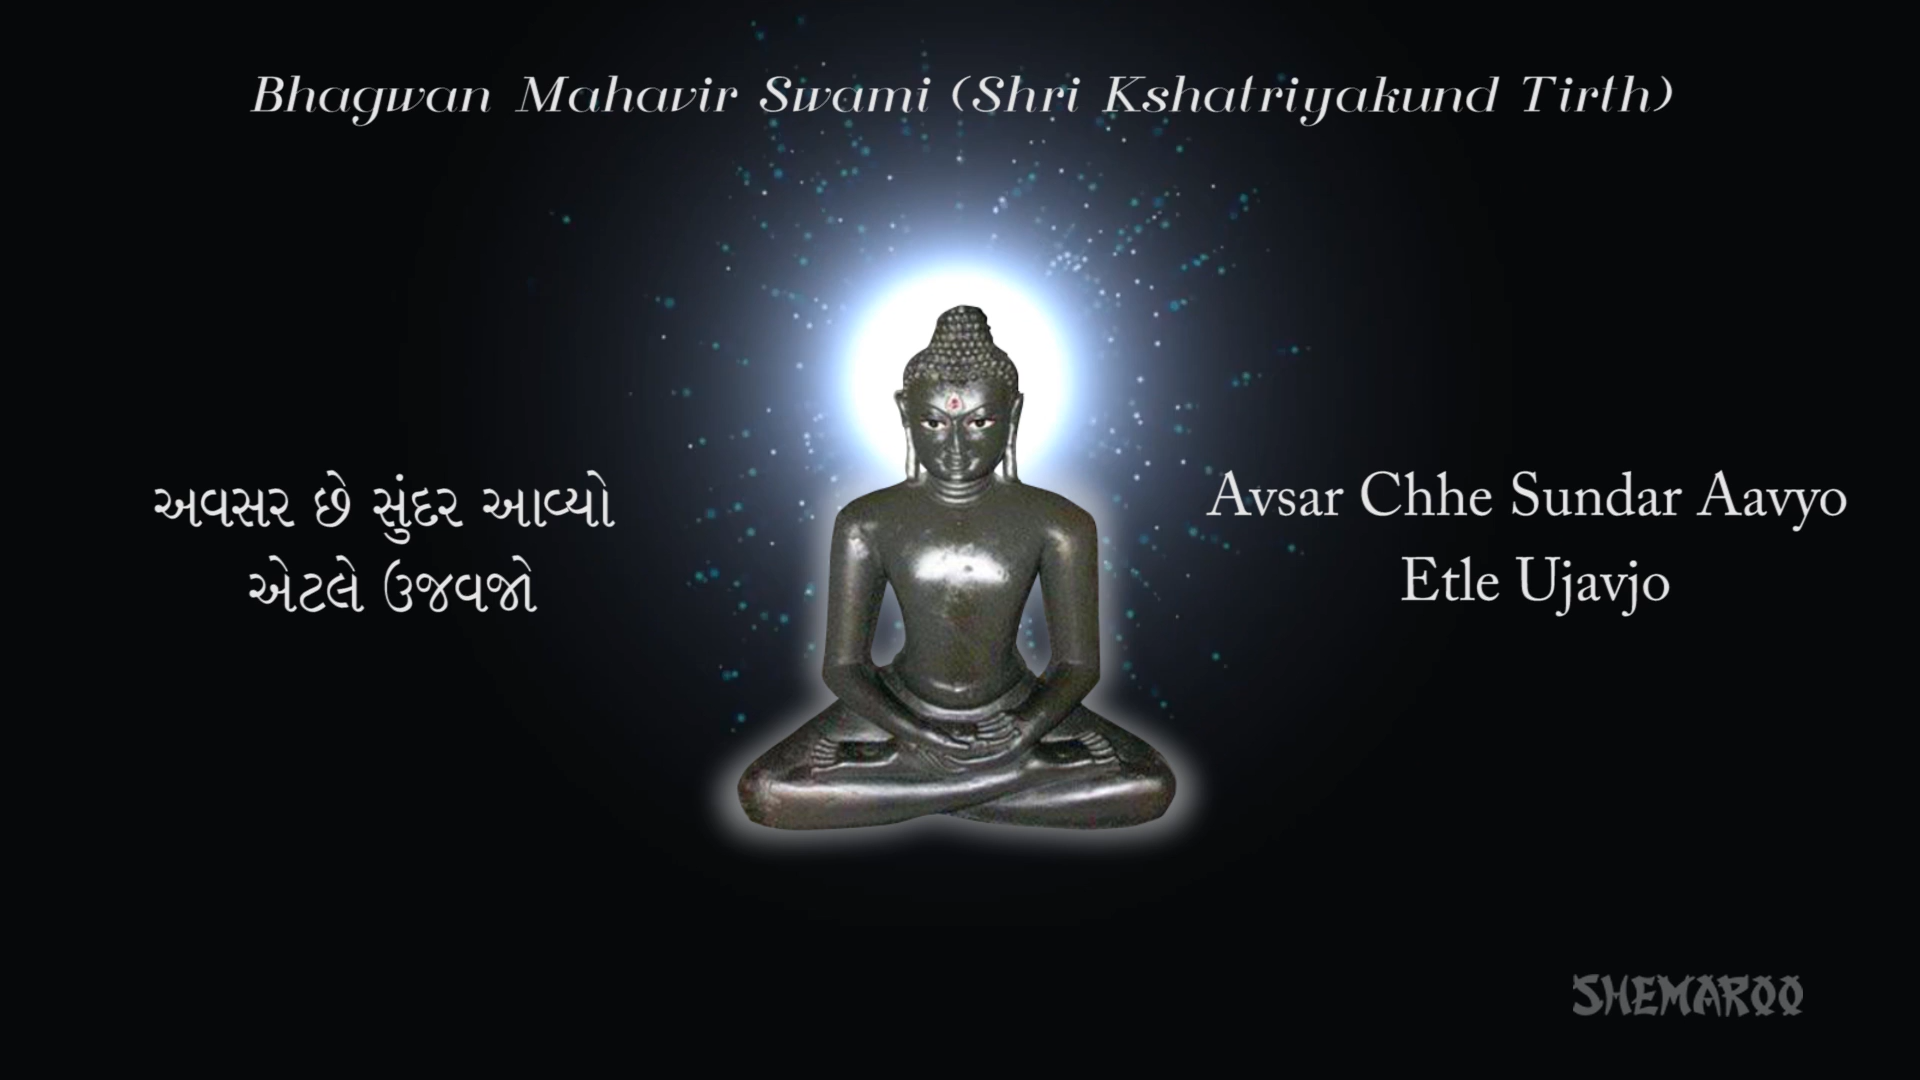 Bhagwan Mahavir Swami (Shri Kshatriyakund Tirth)
અવસર છે સુંદર આવ્યો
એટલે ઉજવજો
Avsar Chhe Sundar Aavyo
Etle Ujavjo
SHEMAROO